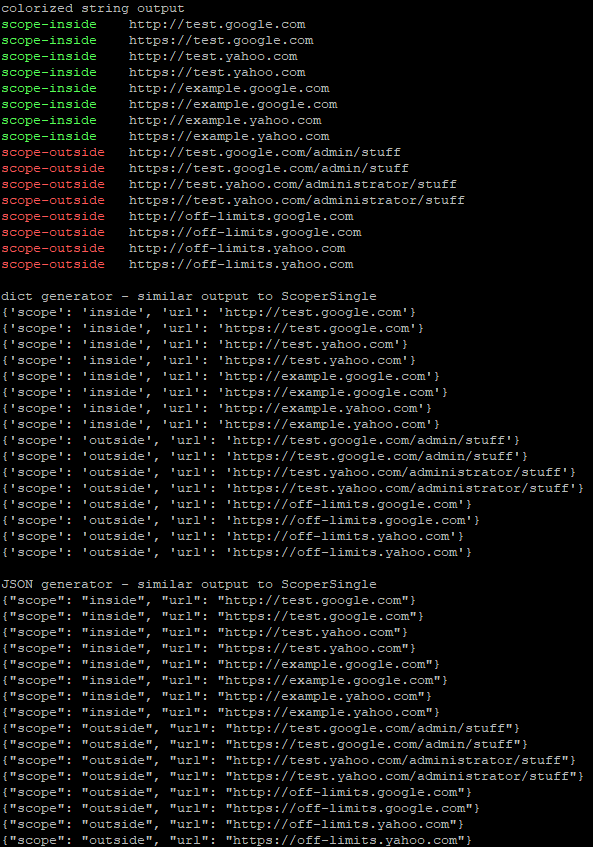 colorized string output
scope-inside    http://test.google.com
scope-inside    https://test.google.com
scope-inside    http://test.yahoo.com
scope-inside    https://test.yahoo.com
scope-inside    http://example.google.com
scope-inside    https://example.google.com
scope-inside    http://example.yahoo.com
scope-inside    https://example.yahoo.com
scope-outside   http://test.google.com/admin/stuff
scope-outside   https://test.google.com/admin/stuff
scope-outside   http://test.yahoo.com/administrator/stuff
scope-outside   https://test.yahoo.com/administrator/stuff
scope-outside   http://off-limits.google.com
scope-outside   https://off-limits.google.com
scope-outside   http://off-limits.yahoo.com
scope-outside   https://off-limits.yahoo.com

dict generator - similar output to ScoperSingle
{'scope': 'inside', 'url': 'http://test.google.com'}
{'scope': 'inside', 'url': 'https://test.google.com'}
{'scope': 'inside', 'url': 'http://test.yahoo.com'}
{'scope': 'inside', 'url': 'https://test.yahoo.com'}
{'scope': 'inside', 'url': 'http://example.google.com'}
{'scope': 'inside', 'url': 'https://example.google.com'}
{'scope': 'inside', 'url': 'http://example.yahoo.com'}
{'scope': 'inside', 'url': 'https://example.yahoo.com'}
{'scope': 'outside', 'url': 'http://test.google.com/admin/stuff'}
{'scope': 'outside', 'url': 'https://test.google.com/admin/stuff'}
{'scope': 'outside', 'url': 'http://test.yahoo.com/administrator/stuff'}
{'scope': 'outside', 'url': 'https://test.yahoo.com/administrator/stuff'}
{'scope': 'outside', 'url': 'http://off-limits.google.com'}
{'scope': 'outside', 'url': 'https://off-limits.google.com'}
{'scope': 'outside', 'url': 'http://off-limits.yahoo.com'}
{'scope': 'outside', 'url': 'https://off-limits.yahoo.com'}

JSON generator - similar output to ScoperSingle
{"scope": "inside", "url": "http://test.google.com"}
{"scope": "inside", "url": "https://test.google.com"}
{"scope": "inside", "url": "http://test.yahoo.com"}
{"scope": "inside", "url": "https://test.yahoo.com"}
{"scope": "inside", "url": "http://example.google.com"}
{"scope": "inside", "url": "https://example.google.com"}
{"scope": "inside", "url": "http://example.yahoo.com"}
{"scope": "inside", "url": "https://example.yahoo.com"}
{"scope": "outside", "url": "http://test.google.com/admin/stuff"}
{"scope": "outside", "url": "https://test.google.com/admin/stuff"}
{"scope": "outside", "url": "http://test.yahoo.com/administrator/stuff"}
{"scope": "outside", "url": "https://test.yahoo.com/administrator/stuff"}
{"scope": "outside", "url": "http://off-limits.google.com"}
{"scope": "outside", "url": "https://off-limits.google.com"}
{"scope": "outside", "url": "http://off-limits.yahoo.com"}
{"scope": "outside", "url": "https://off-limits.yahoo.com"}